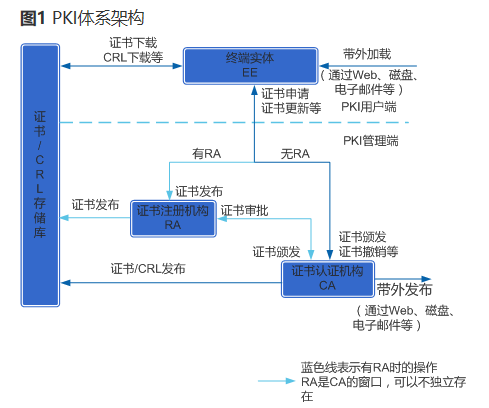 图1 PKI体系架构
证书下载
CRL下载等
终端实体
EE
带外加载
（通过Web、磁盘、
电子邮件等）
证书申请
证书更新等
PKI用户端
PKI管理端
证书/CRL存储库
有RA
无RA
证书发布
证书发布
证书注册机构
RA
证书审批
证书颁发
证书颁发
证书撤销等
证书/CRL发布
证书认证机构
CA
带外发布
（通过Web、磁盘、
电子邮件等）
蓝色线表示有RA时的操作
RA是CA的窗口，可以不独立存
在